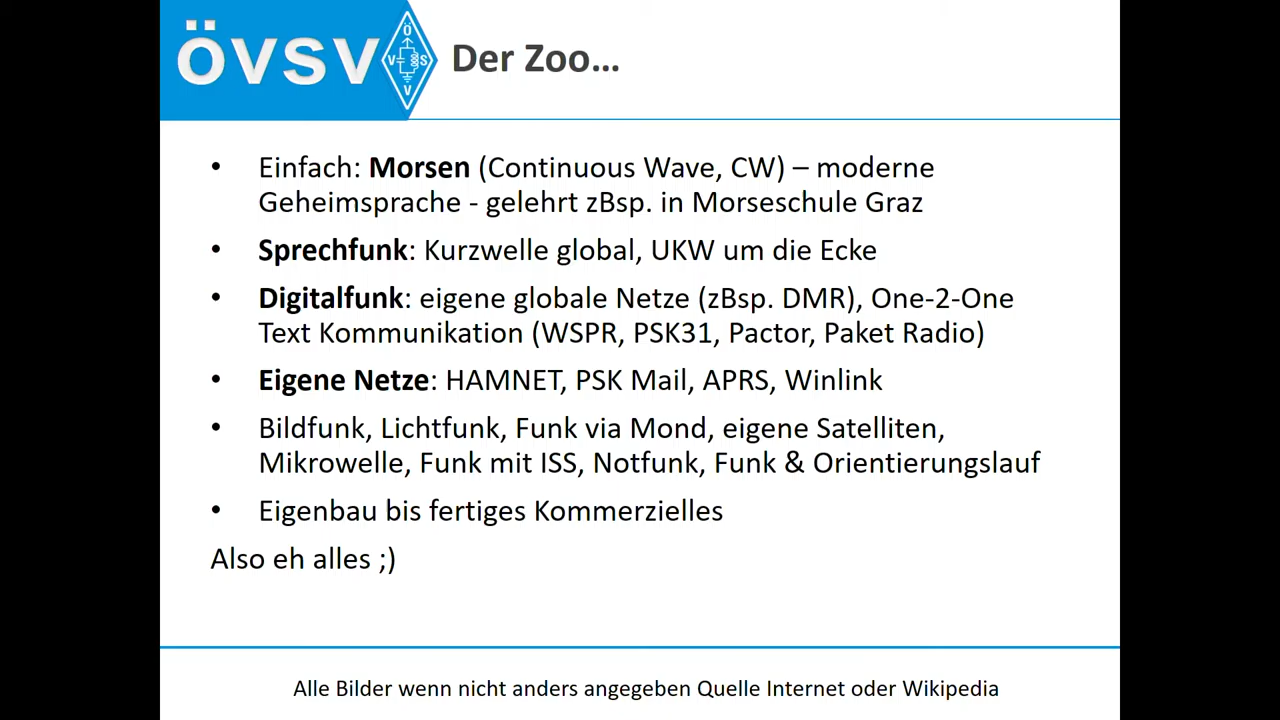 ÖVSV
Ö
V S
V
Der Zoo...
• Einfach: Morsen (Continuous Wave, CW) – moderne
Geheimsprache - gelehrt zBsp. in Morseschule Graz
• Sprechfunk: Kurzwelle global, UKW um die Ecke
• Digitalfunk: eigene globale Netze (zBsp. DMR), One-2-One
Text Kommunikation (WSPR, PSK31, Pactor, Paket Radio)
• Eigene Netze: HAMNET, PSK Mail, APRS, Winlink
• Bildfunk, Lichtfunk, Funk via Mond, eigene Satelliten,
Mikrowelle, Funk mit ISS, Notfunk, Funk & Orientierungslauf
• Eigenbau bis fertiges Kommerzielles
Also eh alles ;)
Alle Bilder wenn nicht anders angegeben Quelle Internet oder Wikipedia